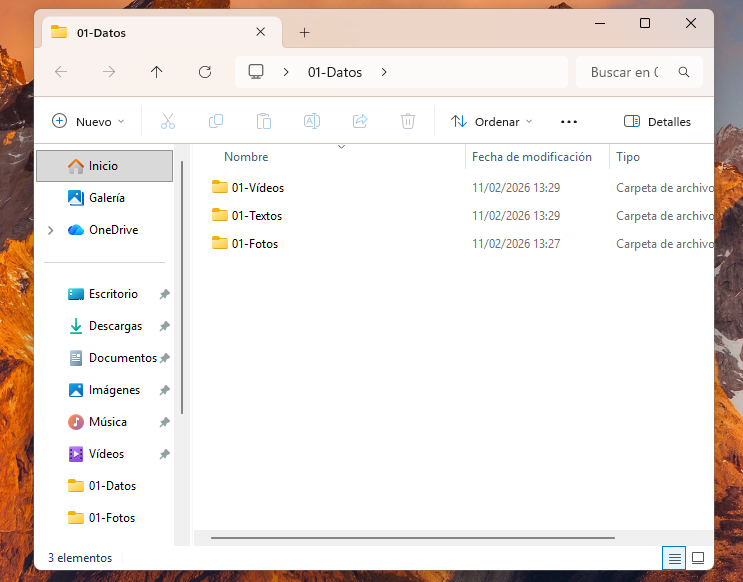 01-Datos
01-Datos
Buscar en
Nuevo
Ordenar
Detalles
Inicio
Galería
OneDrive
Escritorio
Descargas
Documentos
Imágenes
Música
Vídeos
01-Datos
01-Fotos
Nombre Fecha de modificación Tipo
01-Vídeos 11/02/2026 13:29 Carpeta de archivo
01-Textos 11/02/2026 13:29 Carpeta de archivo
01-Fotos 11/02/2026 13:27 Carpeta de archivo
3 elementos